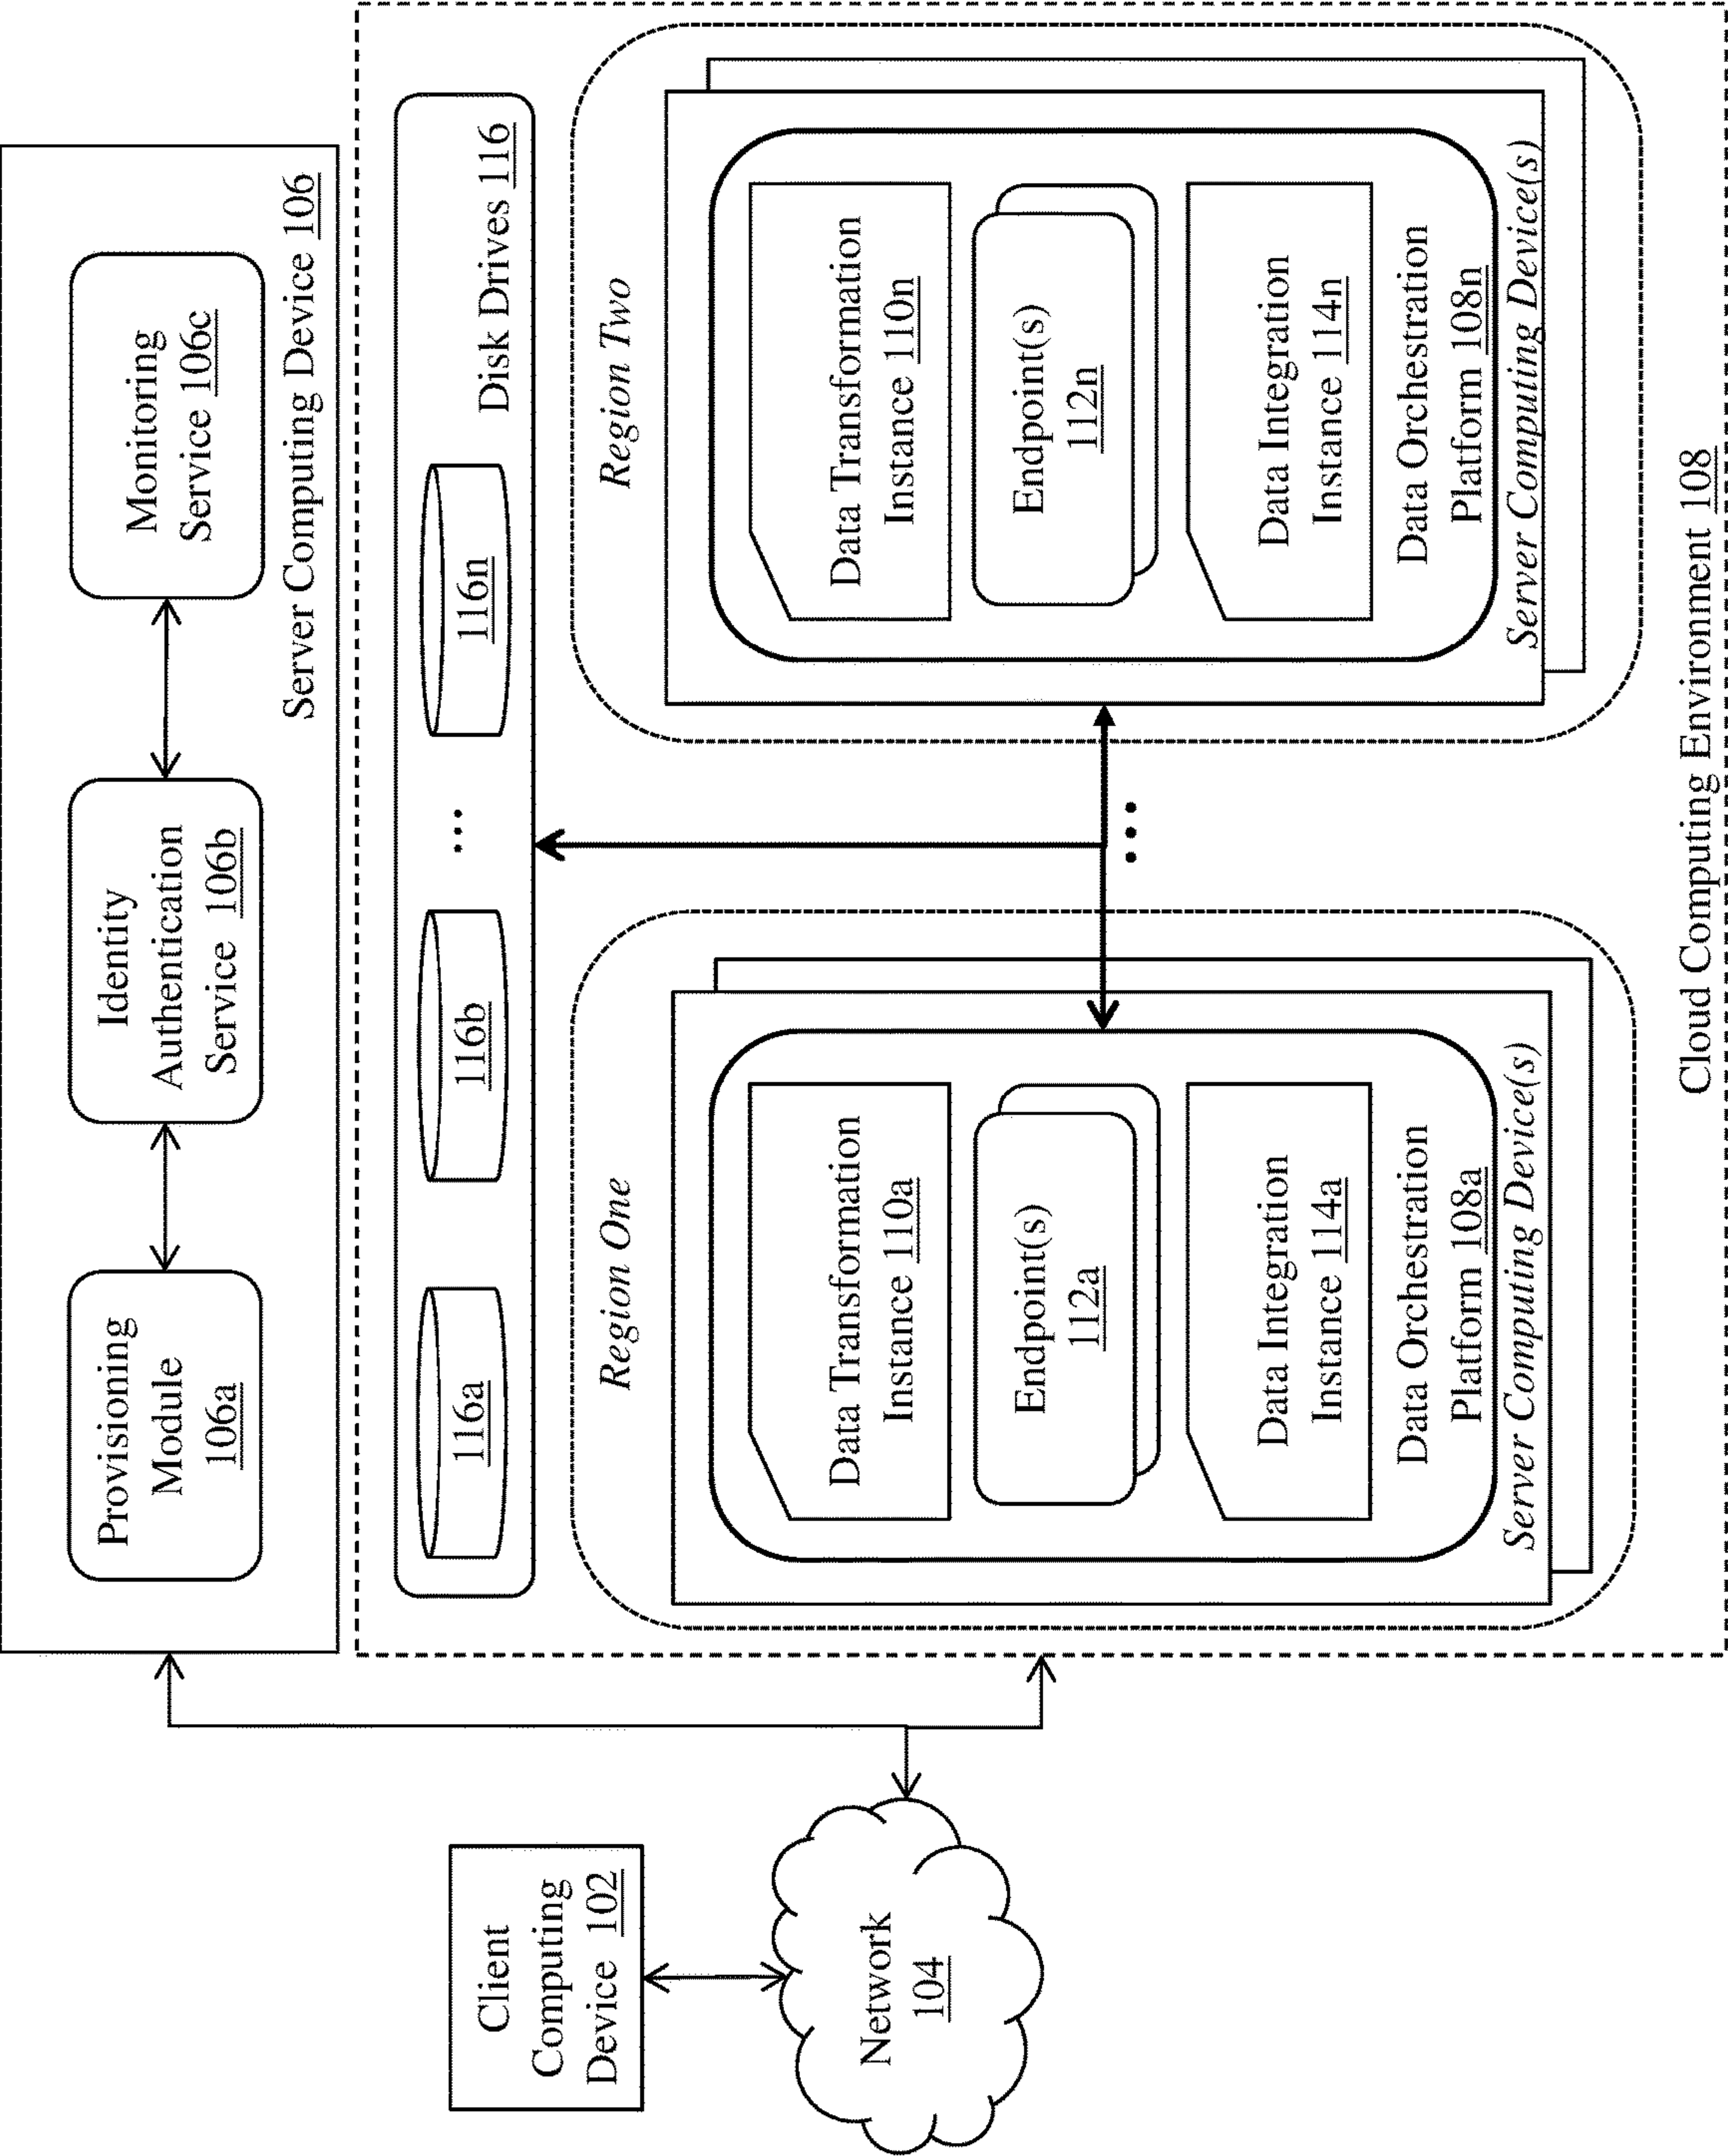 Client
Computing
Device 102
Network
104
Provisioning
Module
106a
Identity
Authentication
Service 106b
Monitoring
Service 106c
Server Computing Device 106
116a
116b
...
116n
Disk Drives 116
Region One
Data Transformation
Instance 110a
Endpoint(s)
112a
Data Integration
Instance 114a
Data Orchestration
Platform 108a
Server Computing Device(s)
...
Region Two
Data Transformation
Instance 110n
Endpoint(s)
112n
Data Integration
Instance 114n
Data Orchestration
Platform 108n
Server Computing Device(s)
Cloud Computing Environment 108